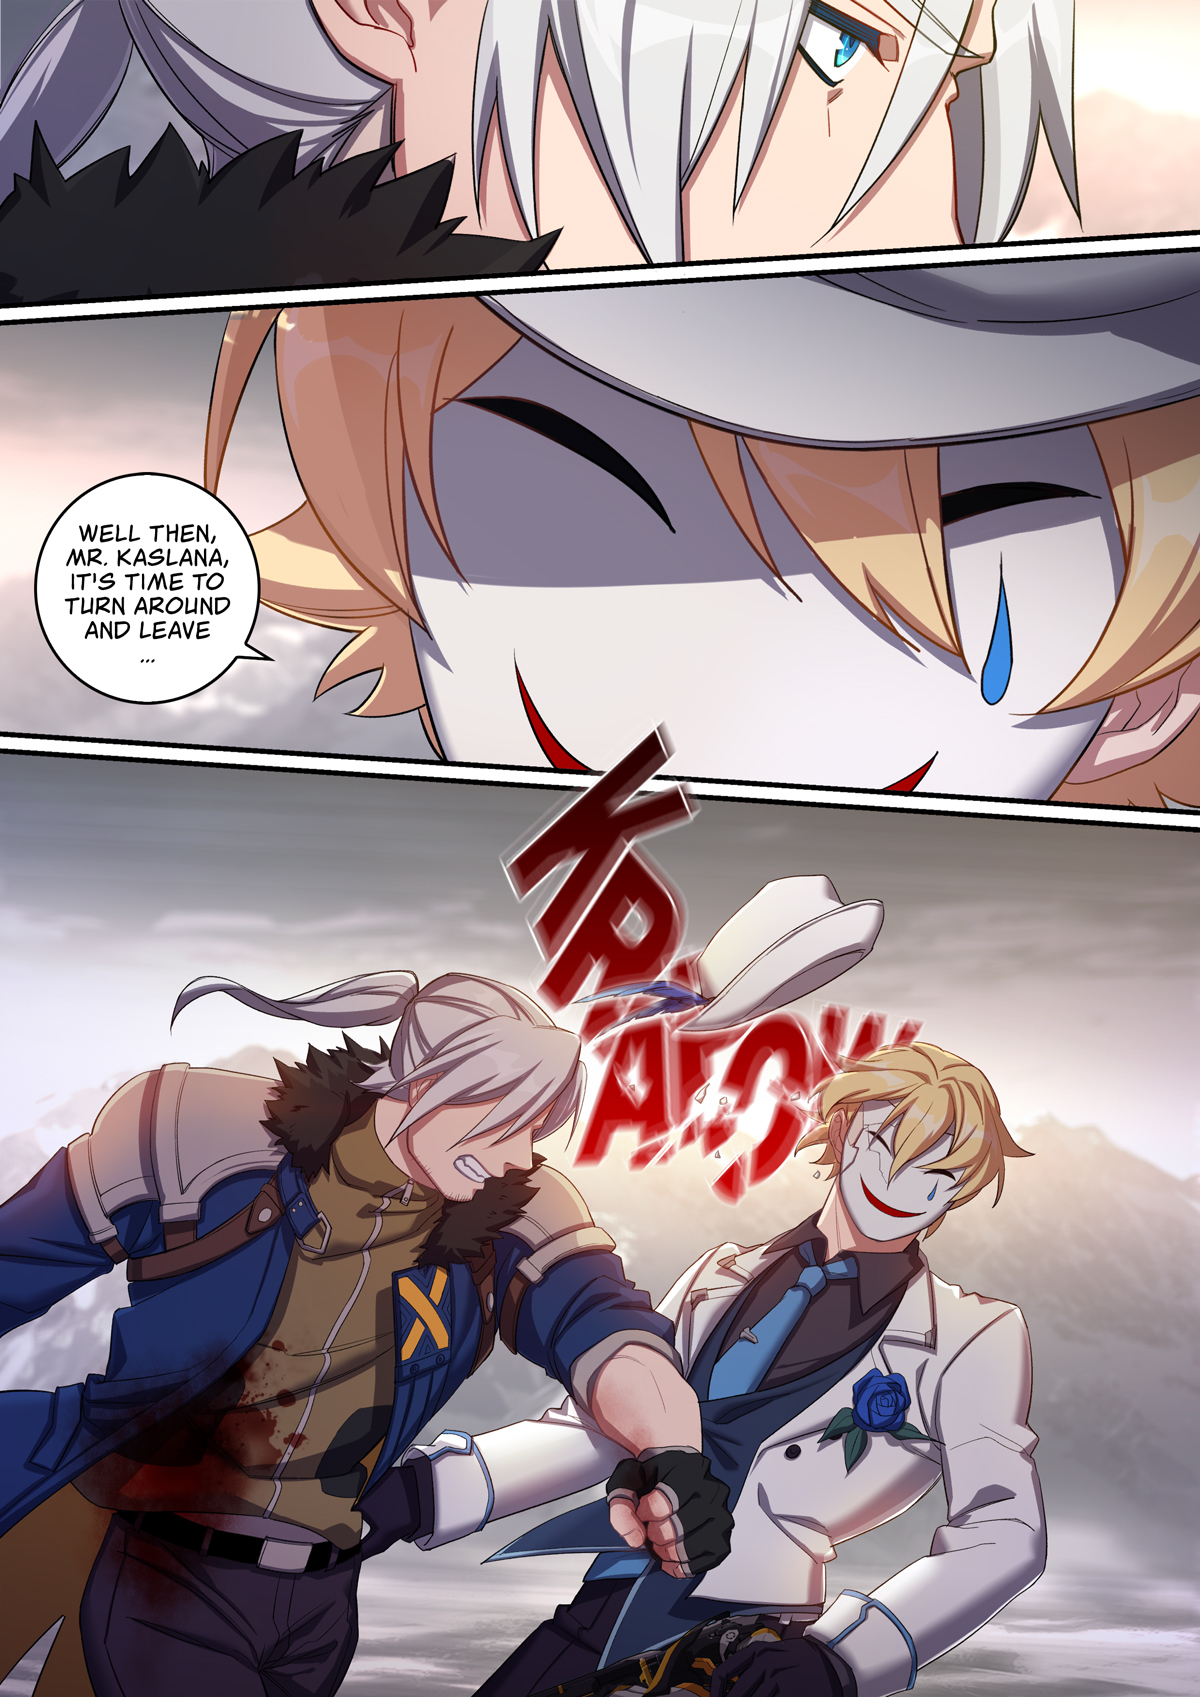 WELL THEN,
MR. KASLANA,
IT'S TIME TO
TURN AROUND
AND LEAVE
...